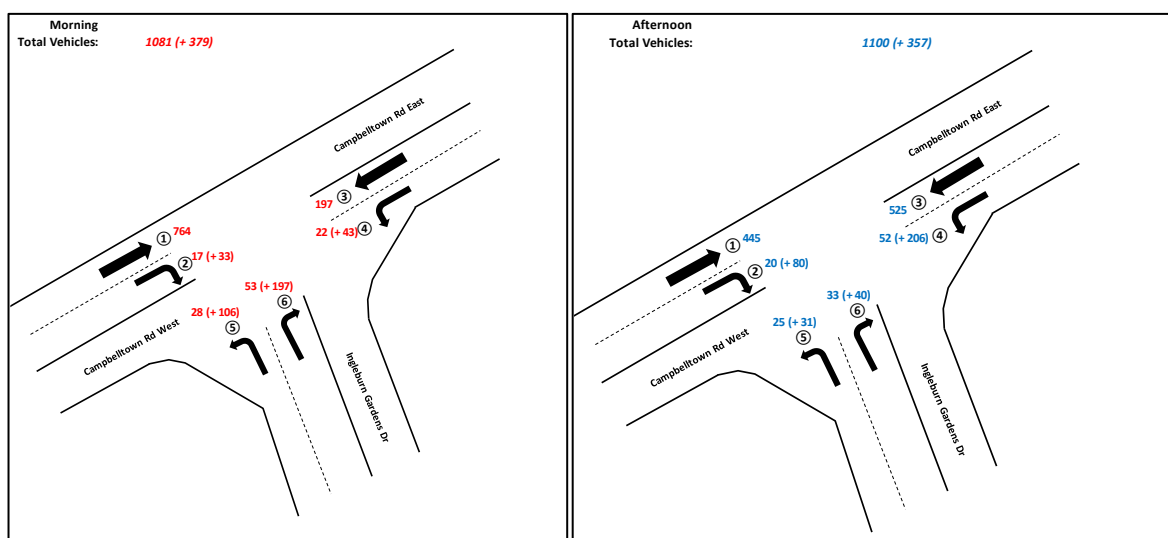 Morning
Total Vehicles: 1081 (+ 379)
Campbelltown Rd East
3
197
22 (+ 43) 4
1 764
2 17 (+ 33)
53 (+ 197)
6
28 (+ 106)
5
Campbelltown Rd West
Ingleburn Gardens Dr
Afternoon
Total Vehicles: 1100 (+ 357)
Campbelltown Rd East
3
525
52 (+ 206) 4
1 445
2 20 (+ 80)
33 (+ 40)
6
25 (+ 31)
5
Campbelltown Rd West
Ingleburn Gardens Dr